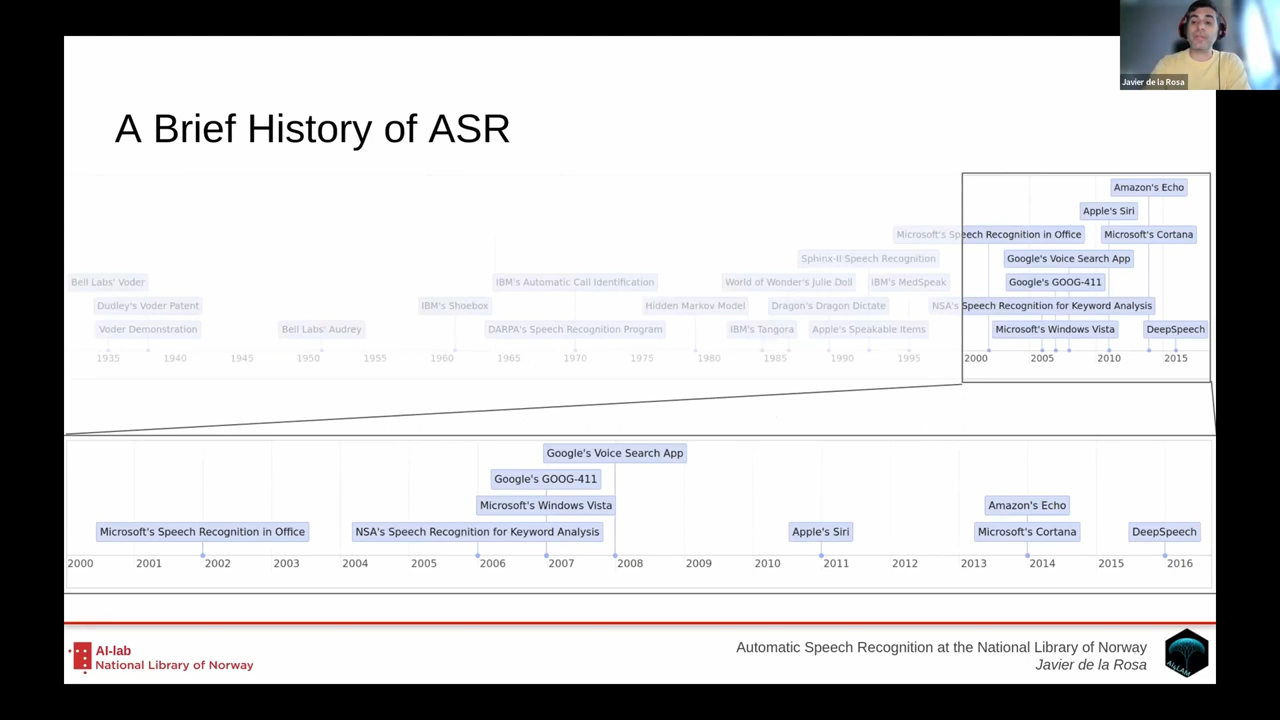 Javier de la Rosa
A Brief History of ASR
Amazon's Echo
Apple's Siri
Microsoft's Speech Recognition in Office
Microsoft's Cortana
Sphinx-II Speech Recognition
Google's Voice Search App
Bell Labs' Voder
IBM's Automatic Call Identification
World of Wonder's Julie Doll
IBM's MedSpeak
Google's GOOG-411
Dudley's Voder Patent
IBM's Shoebox
Hidden Markov Model
Dragon's Dragon Dictate
NSA's Speech Recognition for Keyword Analysis
Voder Demonstration
Bell Labs' Audrey
DARPA's Speech Recognition Program
IBM's Tangora
Apple's Speakable Items
Microsoft's Windows Vista
DeepSpeech
1935 1940 1945 1950 1955 1960 1965 1970 1975 1980 1985 1990 1995 2000 2005 2010 2015
Google's Voice Search App
Google's GOOG-411
Microsoft's Windows Vista
Amazon's Echo
Microsoft's Speech Recognition in Office
NSA's Speech Recognition for Keyword Analysis
Apple's Siri
Microsoft's Cortana
DeepSpeech
2000 2001 2002 2003 2004 2005 2006 2007 2008 2009 2010 2011 2012 2013 2014 2015 2016
AI-lab
National Library of Norway
Automatic Speech Recognition at the National Library of Norway
Javier de la Rosa
AI4LAM